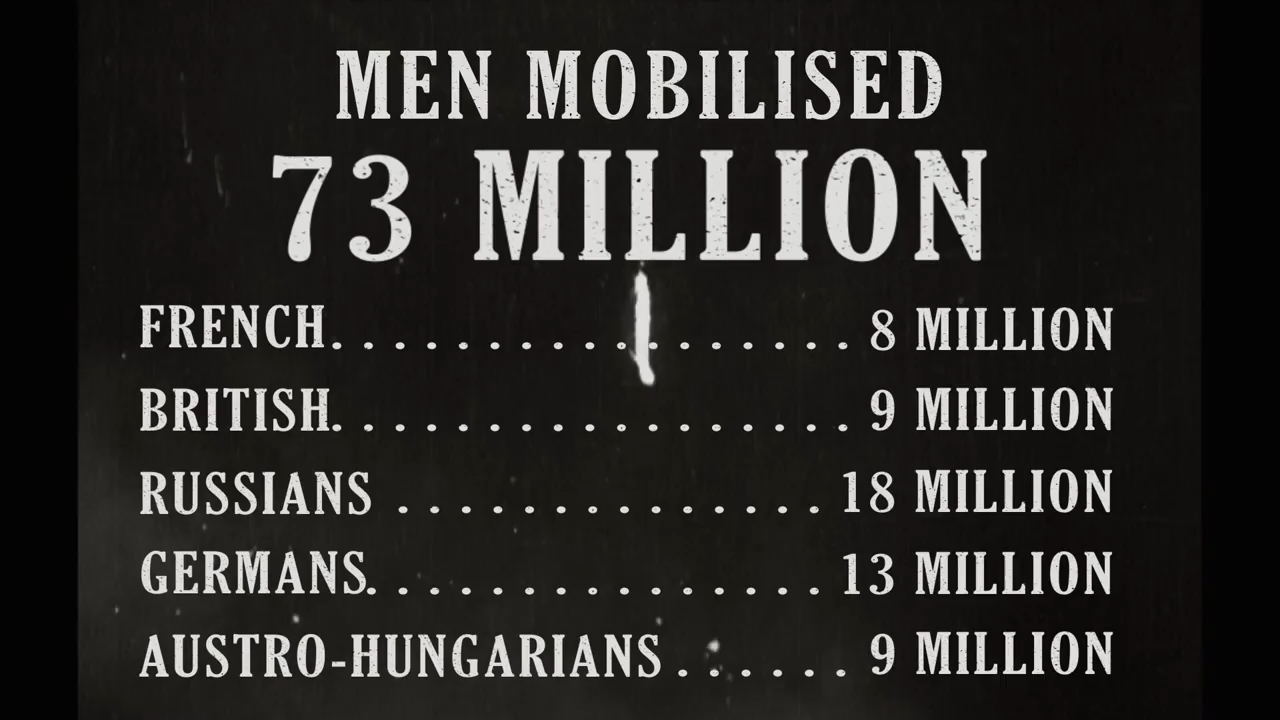 MEN MOBILISED
73 MILLION
FRENCH. . . . . . . . . . . . . . . . . 8 MILLION
BRITISH. . . . . . . . . . . . . . . . . 9 MILLION
RUSSIANS . . . . . . . . . . . . . . 18 MILLION
GERMANS. . . . . . . . . . . . . . . 13 MILLION
AUSTRO-HUNGARIANS . . . . . . 9 MILLION